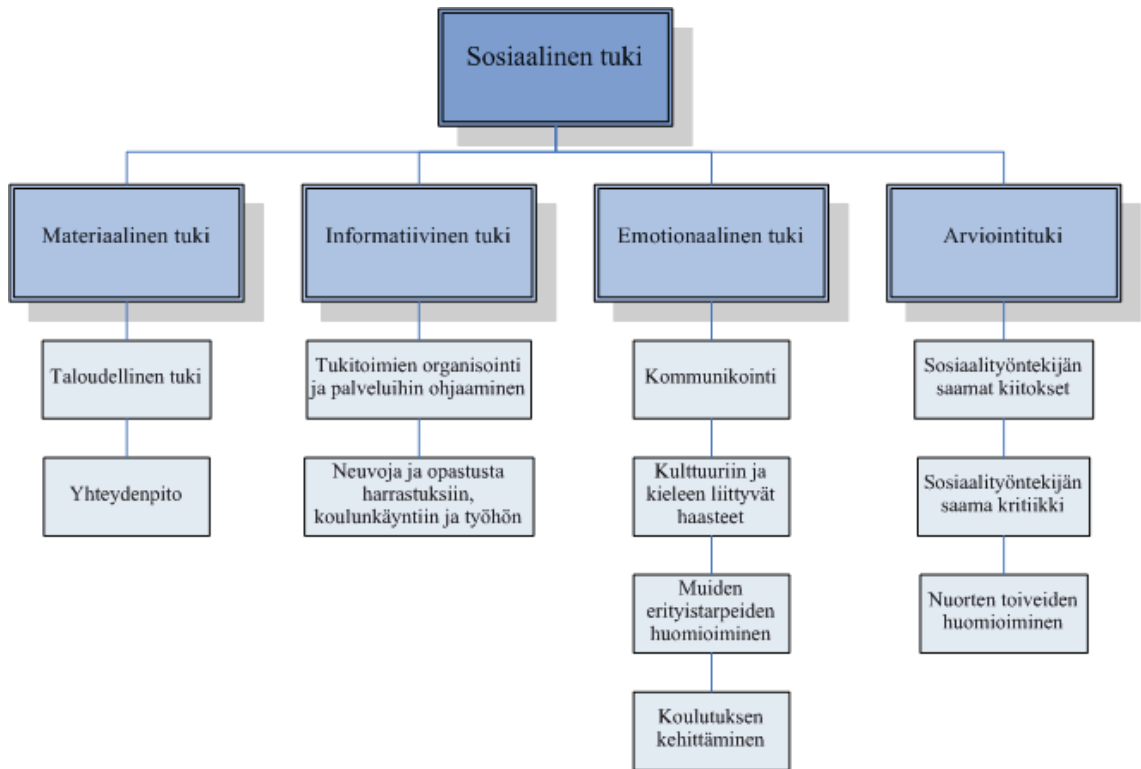 Sosiaalinen tuki
Materiaalinen tuki
Informatiivinen tuki
Emotionaalinen tuki
Arviointituki
Taloudellinen tuki
Yhteydenpito
Tukitoimien organisointi
ja palveluihin ohjaaminen
Neuvoja ja opastusta
harrastuksiin,
koulunkäyntiin ja työhön
Kommunikointi
Kulttuuriin ja
kieleen liittyvät
haasteet
Muiden
erityistarpeiden
huomioiminen
Koulutuksen
kehittäminen
Sosiaalityöntekijän
saamat kiitokset
Sosiaalityöntekijän
saama kritiikki
Nuorten toiveiden
huomioiminen